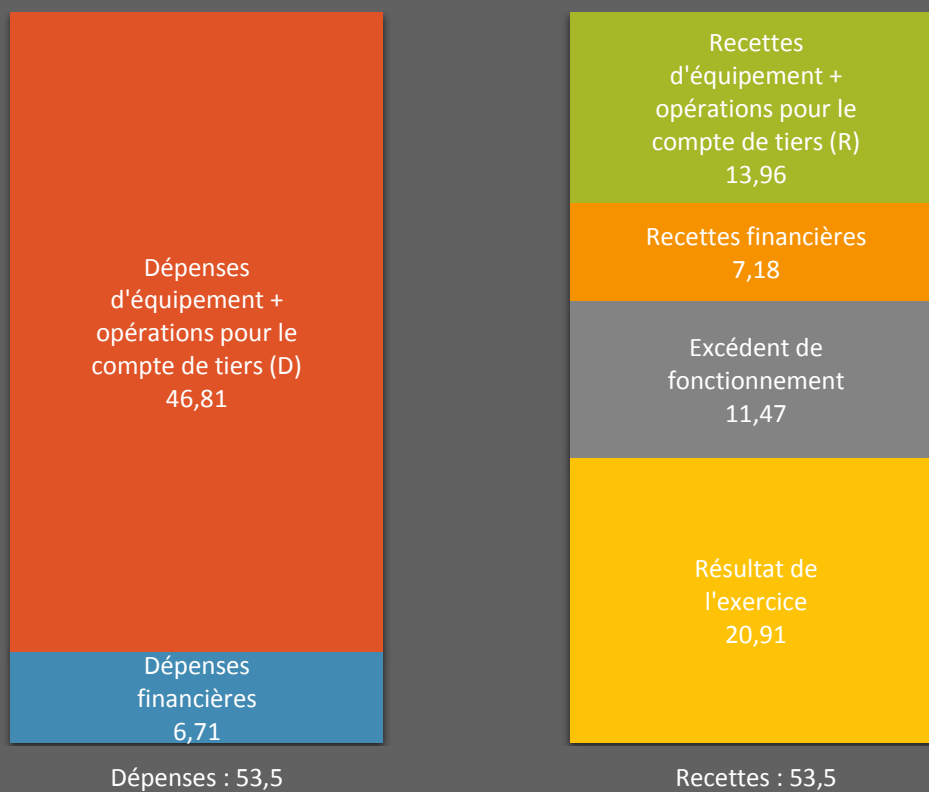 Dépenses
d'équipement +
opérations pour le
compte de tiers (D)
46,81
Dépenses
financières
6,71
Dépenses : 53,5
Recettes
d'équipement +
opérations pour le
compte de tiers (R)
13,96
Recettes financières
7,18
Excédent de
fonctionnement
11,47
Résultat de
l'exercice
20,91
Recettes : 53,5